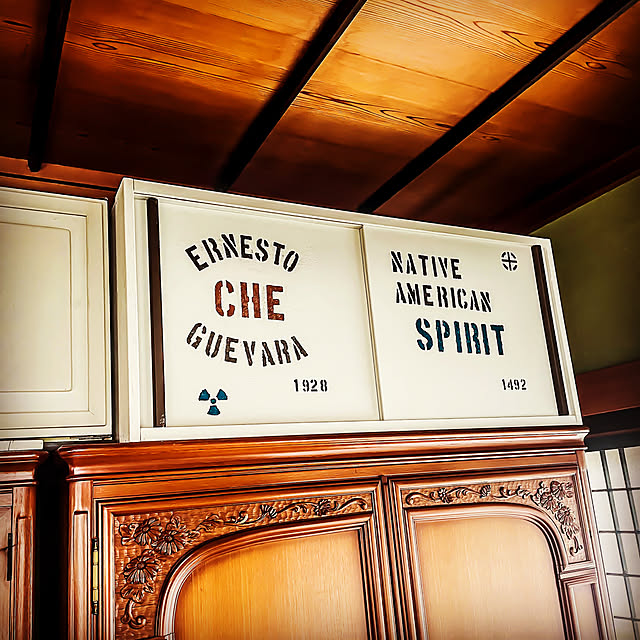 ERNESTO
CHE
GUEVARA
1928
NATIVE
AMERICAN
SPIRIT
1492